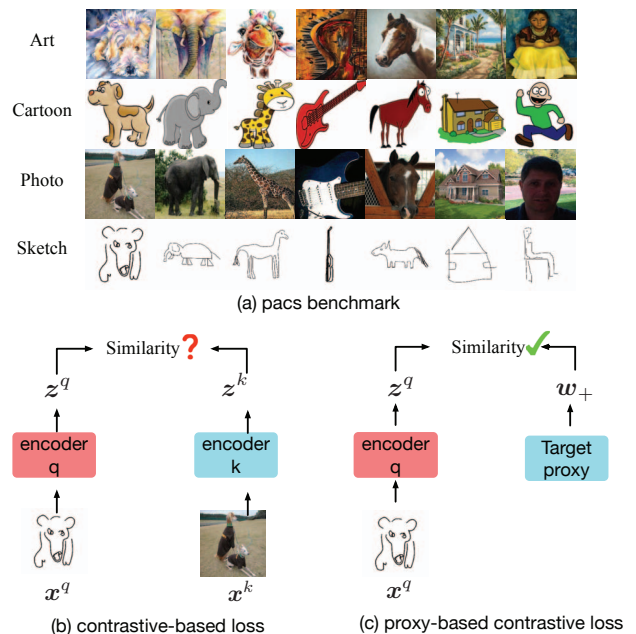 Art
Cartoon
Photo
Sketch
(a) pacs benchmark
Similarity ? Similarity ✓
z^q z^k z^q w_+
encoder q encoder k encoder q Target proxy
x^q x^k x^q
(b) contrastive-based loss (c) proxy-based contrastive loss